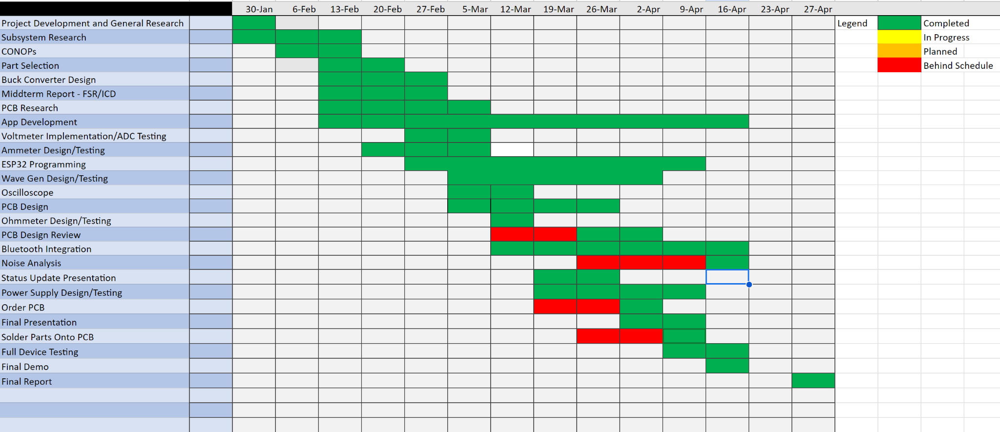 30-Jan 6-Feb 13-Feb 20-Feb 27-Feb 5-Mar 12-Mar 19-Mar 26-Mar 2-Apr 9-Apr 16-Apr 23-Apr 27-Apr
Project Development and General Research Legend Completed
Subsystem Research In Progress
CONOPs Planned
Part Selection Behind Schedule
Buck Converter Design
Middterm Report - FSR/ICD
PCB Research
App Development
Voltmeter Implementation/ADC Testing
Ammeter Design/Testing
ESP32 Programming
Wave Gen Design/Testing
Oscilloscope
PCB Design
Ohmmeter Design/Testing
PCB Design Review
Bluetooth Integration
Noise Analysis
Status Update Presentation
Power Supply Design/Testing
Order PCB
Final Presentation
Solder Parts Onto PCB
Full Device Testing
Final Demo
Final Report